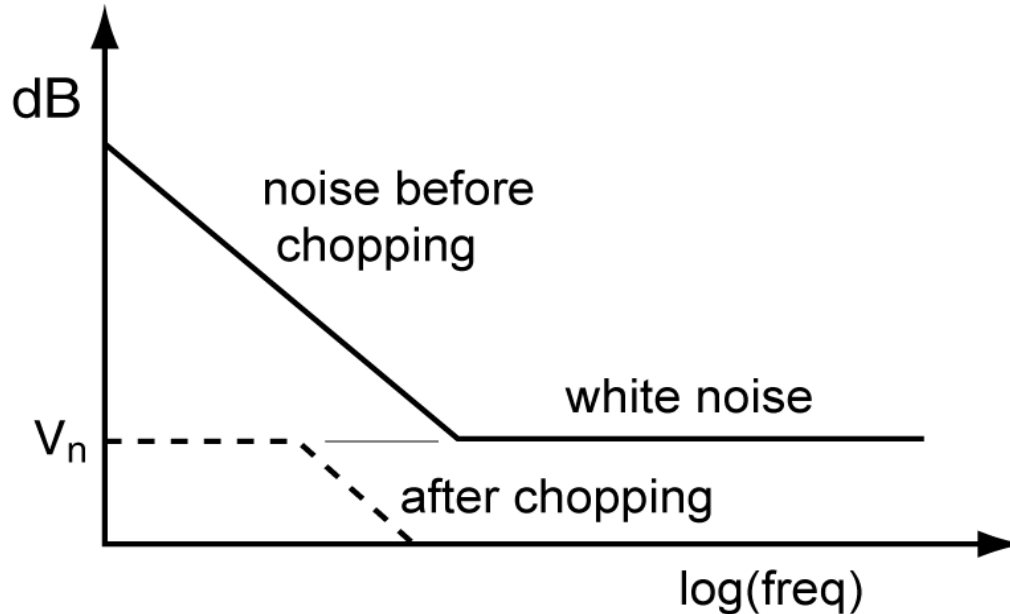 dB
noise before
chopping
white noise
Vn
after chopping
log(freq)